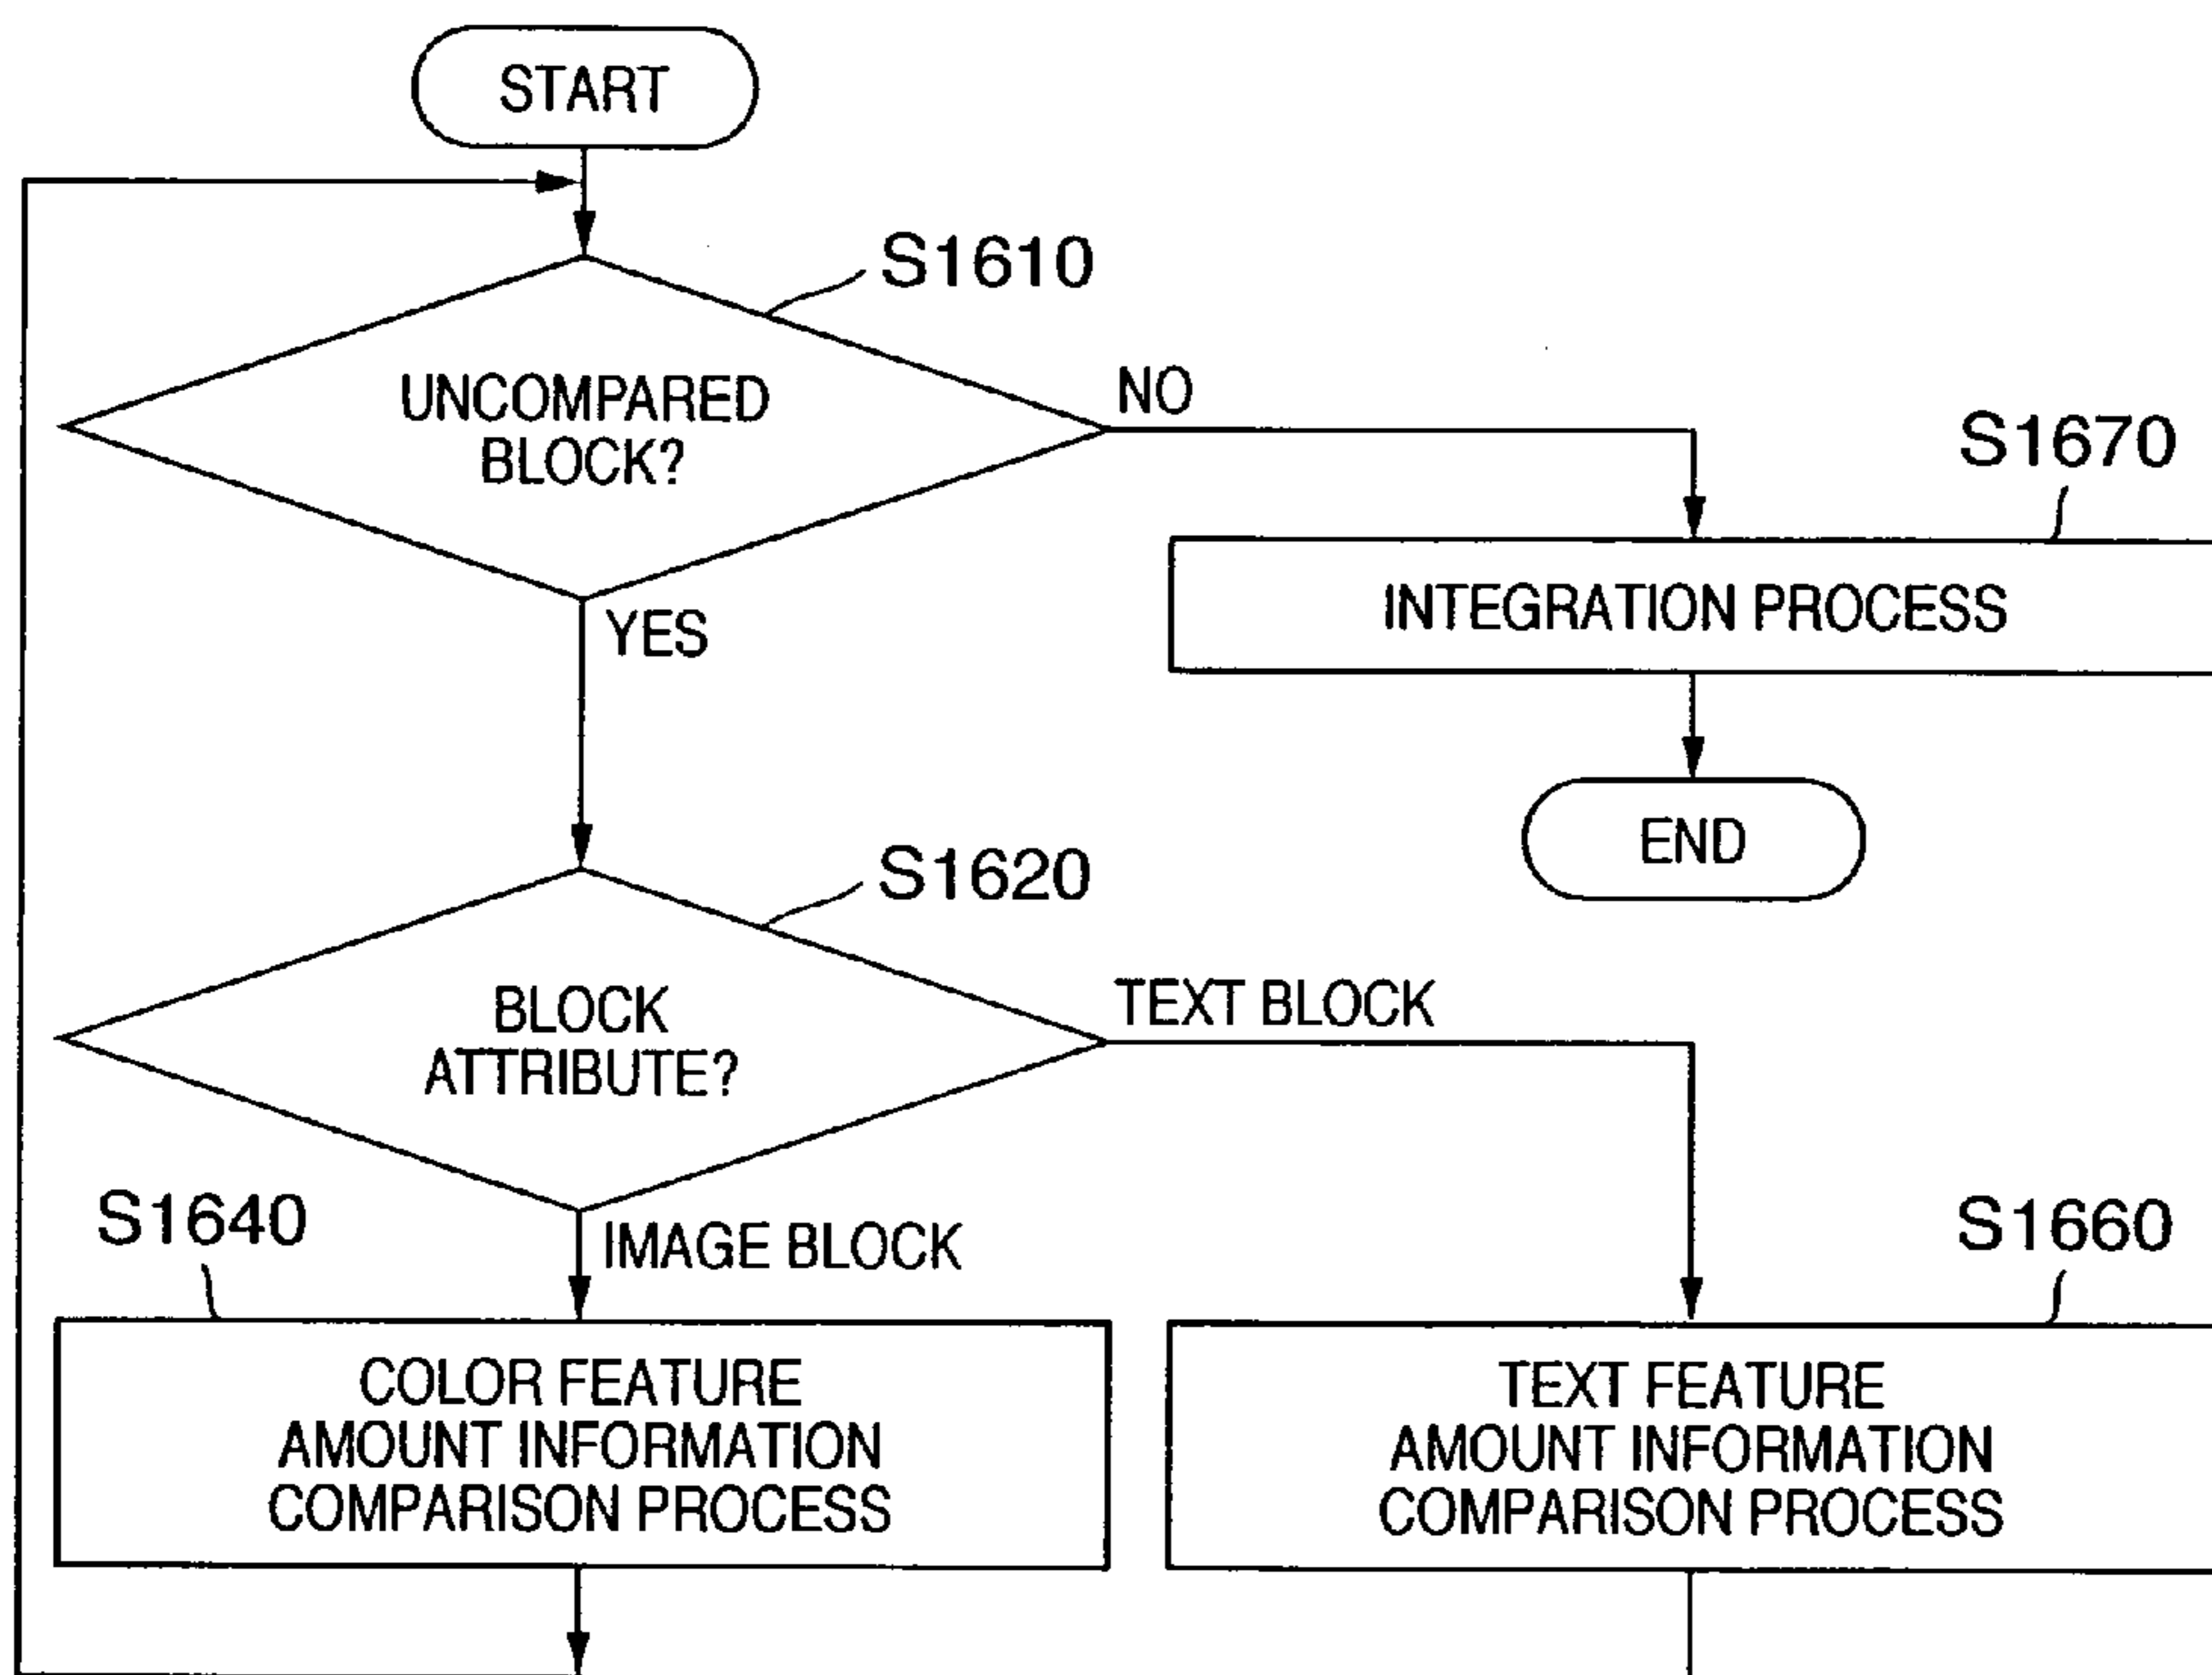 START
S1610
UNCOMPARED
BLOCK?
NO
YES
S1670
INTEGRATION PROCESS
END
S1620
BLOCK
ATTRIBUTE?
TEXT BLOCK
IMAGE BLOCK
S1640
COLOR FEATURE
AMOUNT INFORMATION
COMPARISON PROCESS
S1660
TEXT FEATURE
AMOUNT INFORMATION
COMPARISON PROCESS